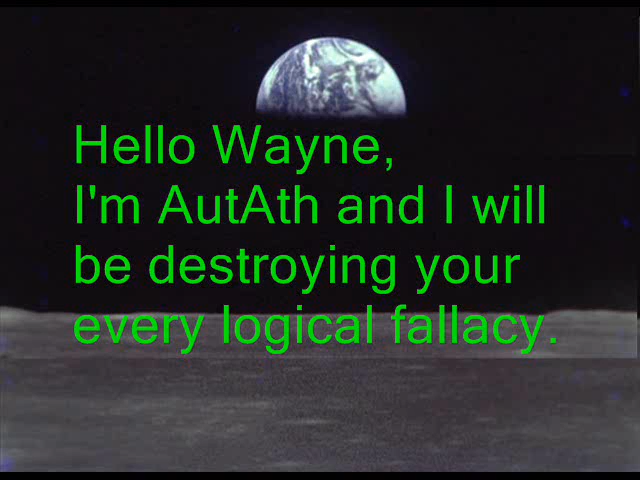 Hello Wayne,
I'm AutAth and I will
be destroying your
every logical fallacy.